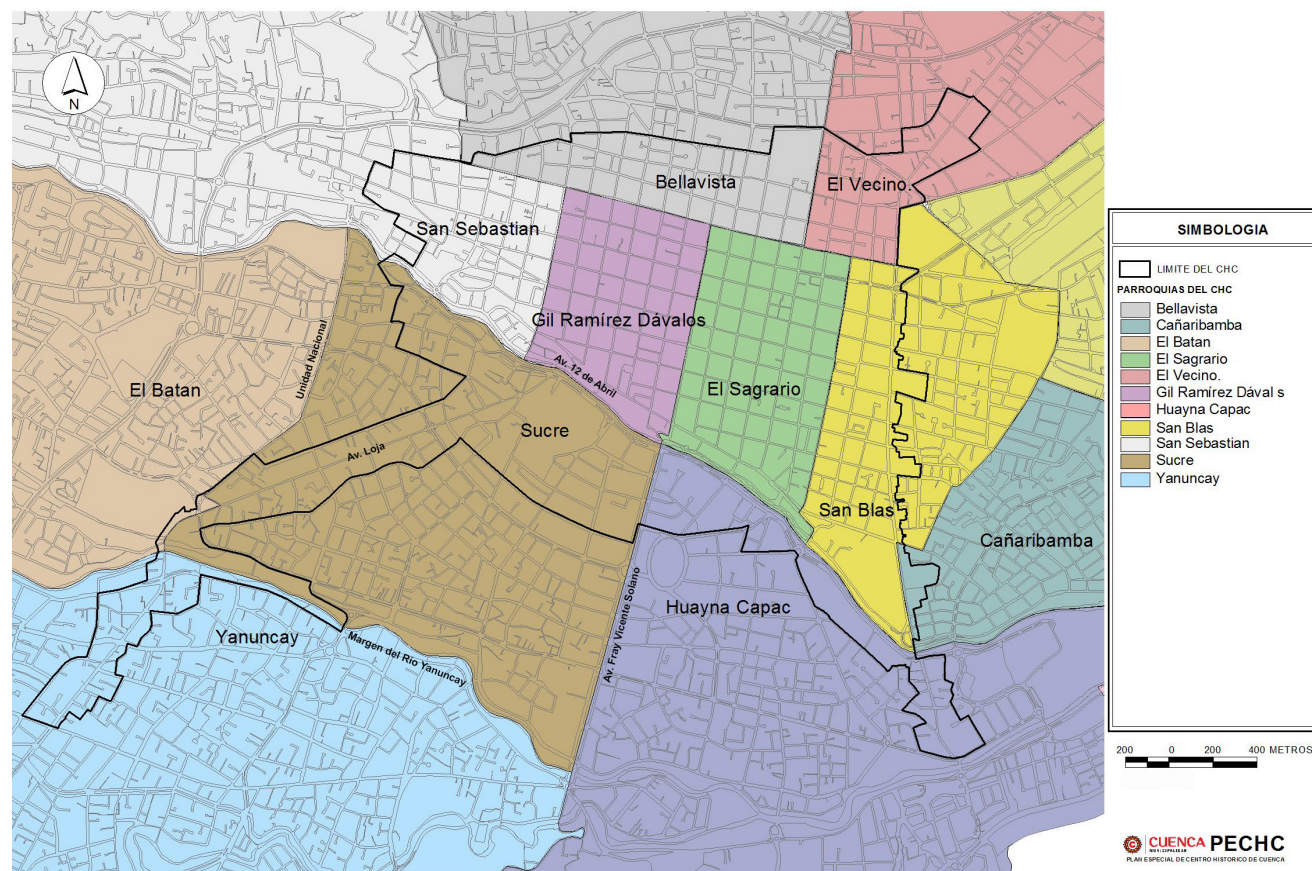 N
Bellavista
El Vecino.
San Sebastian
Gil Ramírez Dávalos
Unidad Nacional
Av. 12 de Abril
El Batan
El Sagrario
Sucre
Av. Loja
San Blas
Cañaribamba
Av. Fray Vicente Solano
Huayna Capac
Yanuncay
Margen del Río Yanuncay
SIMBOLOGIA
LIMITE DEL CHC
PARROQUIAS DEL CHC
Bellavista
Cañaribamba
El Batan
El Sagrario
El Vecino.
Gil Ramírez Dával s
Huayna Capac
San Blas
San Sebastian
Sucre
Yanuncay
200 0 200 400 METROS
CUENCA PECHC
PLAN ESPECIAL DE CENTRO HISTORICO DE CUENCA